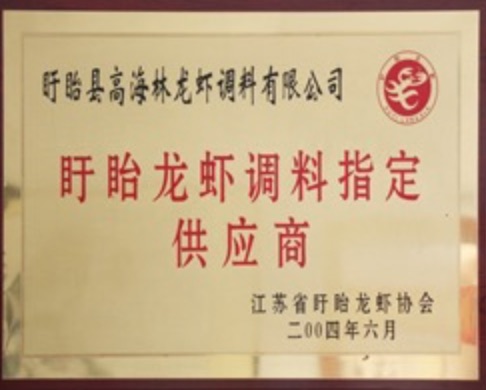 盱眙县高海林龙虾调料有限公司
盱眙龙虾调料指定
供应商
江苏省盱眙龙虾协会
二00四年六月